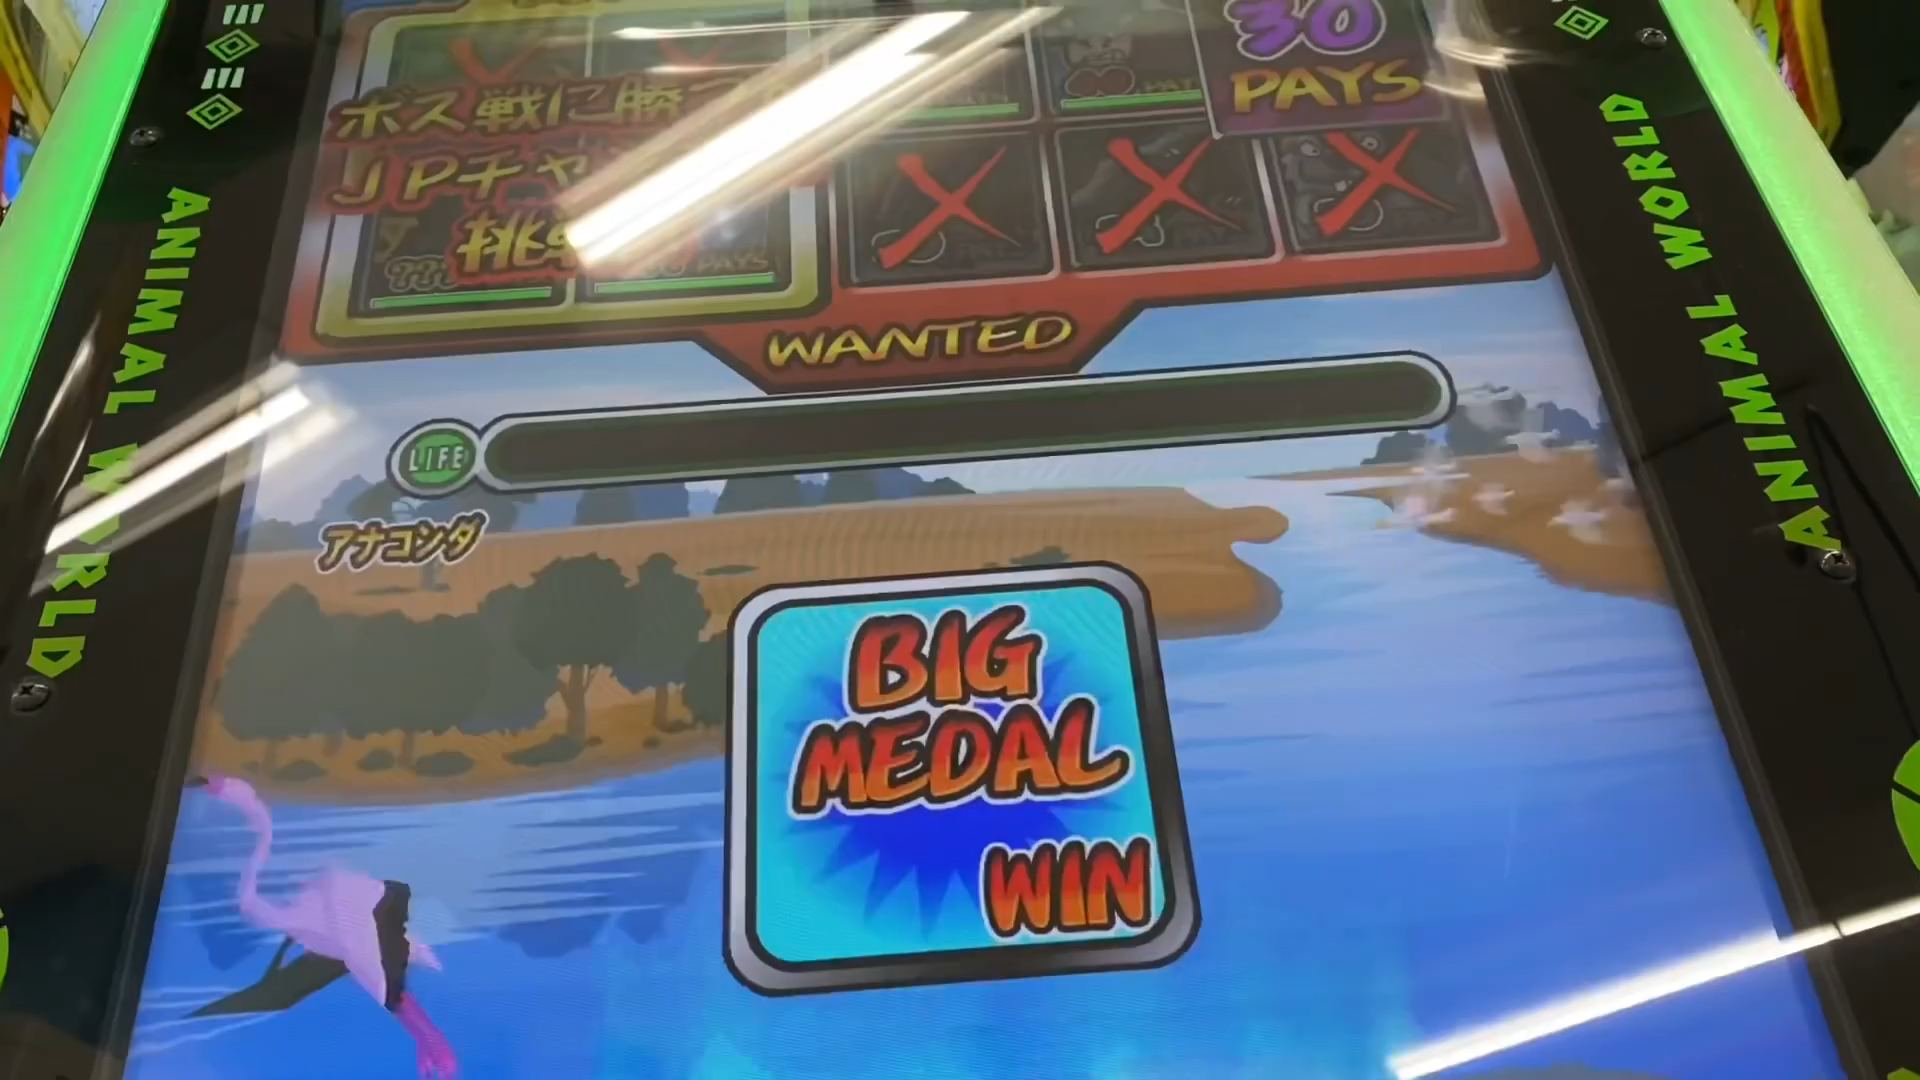 ボス戦に勝
JPチャ
挑
30
PAYS
PAYS
WANTED
LIFE
アナコンダ
BIG
MEDAL
WIN
ANIMAL WORLD
ANIMAL WORLD